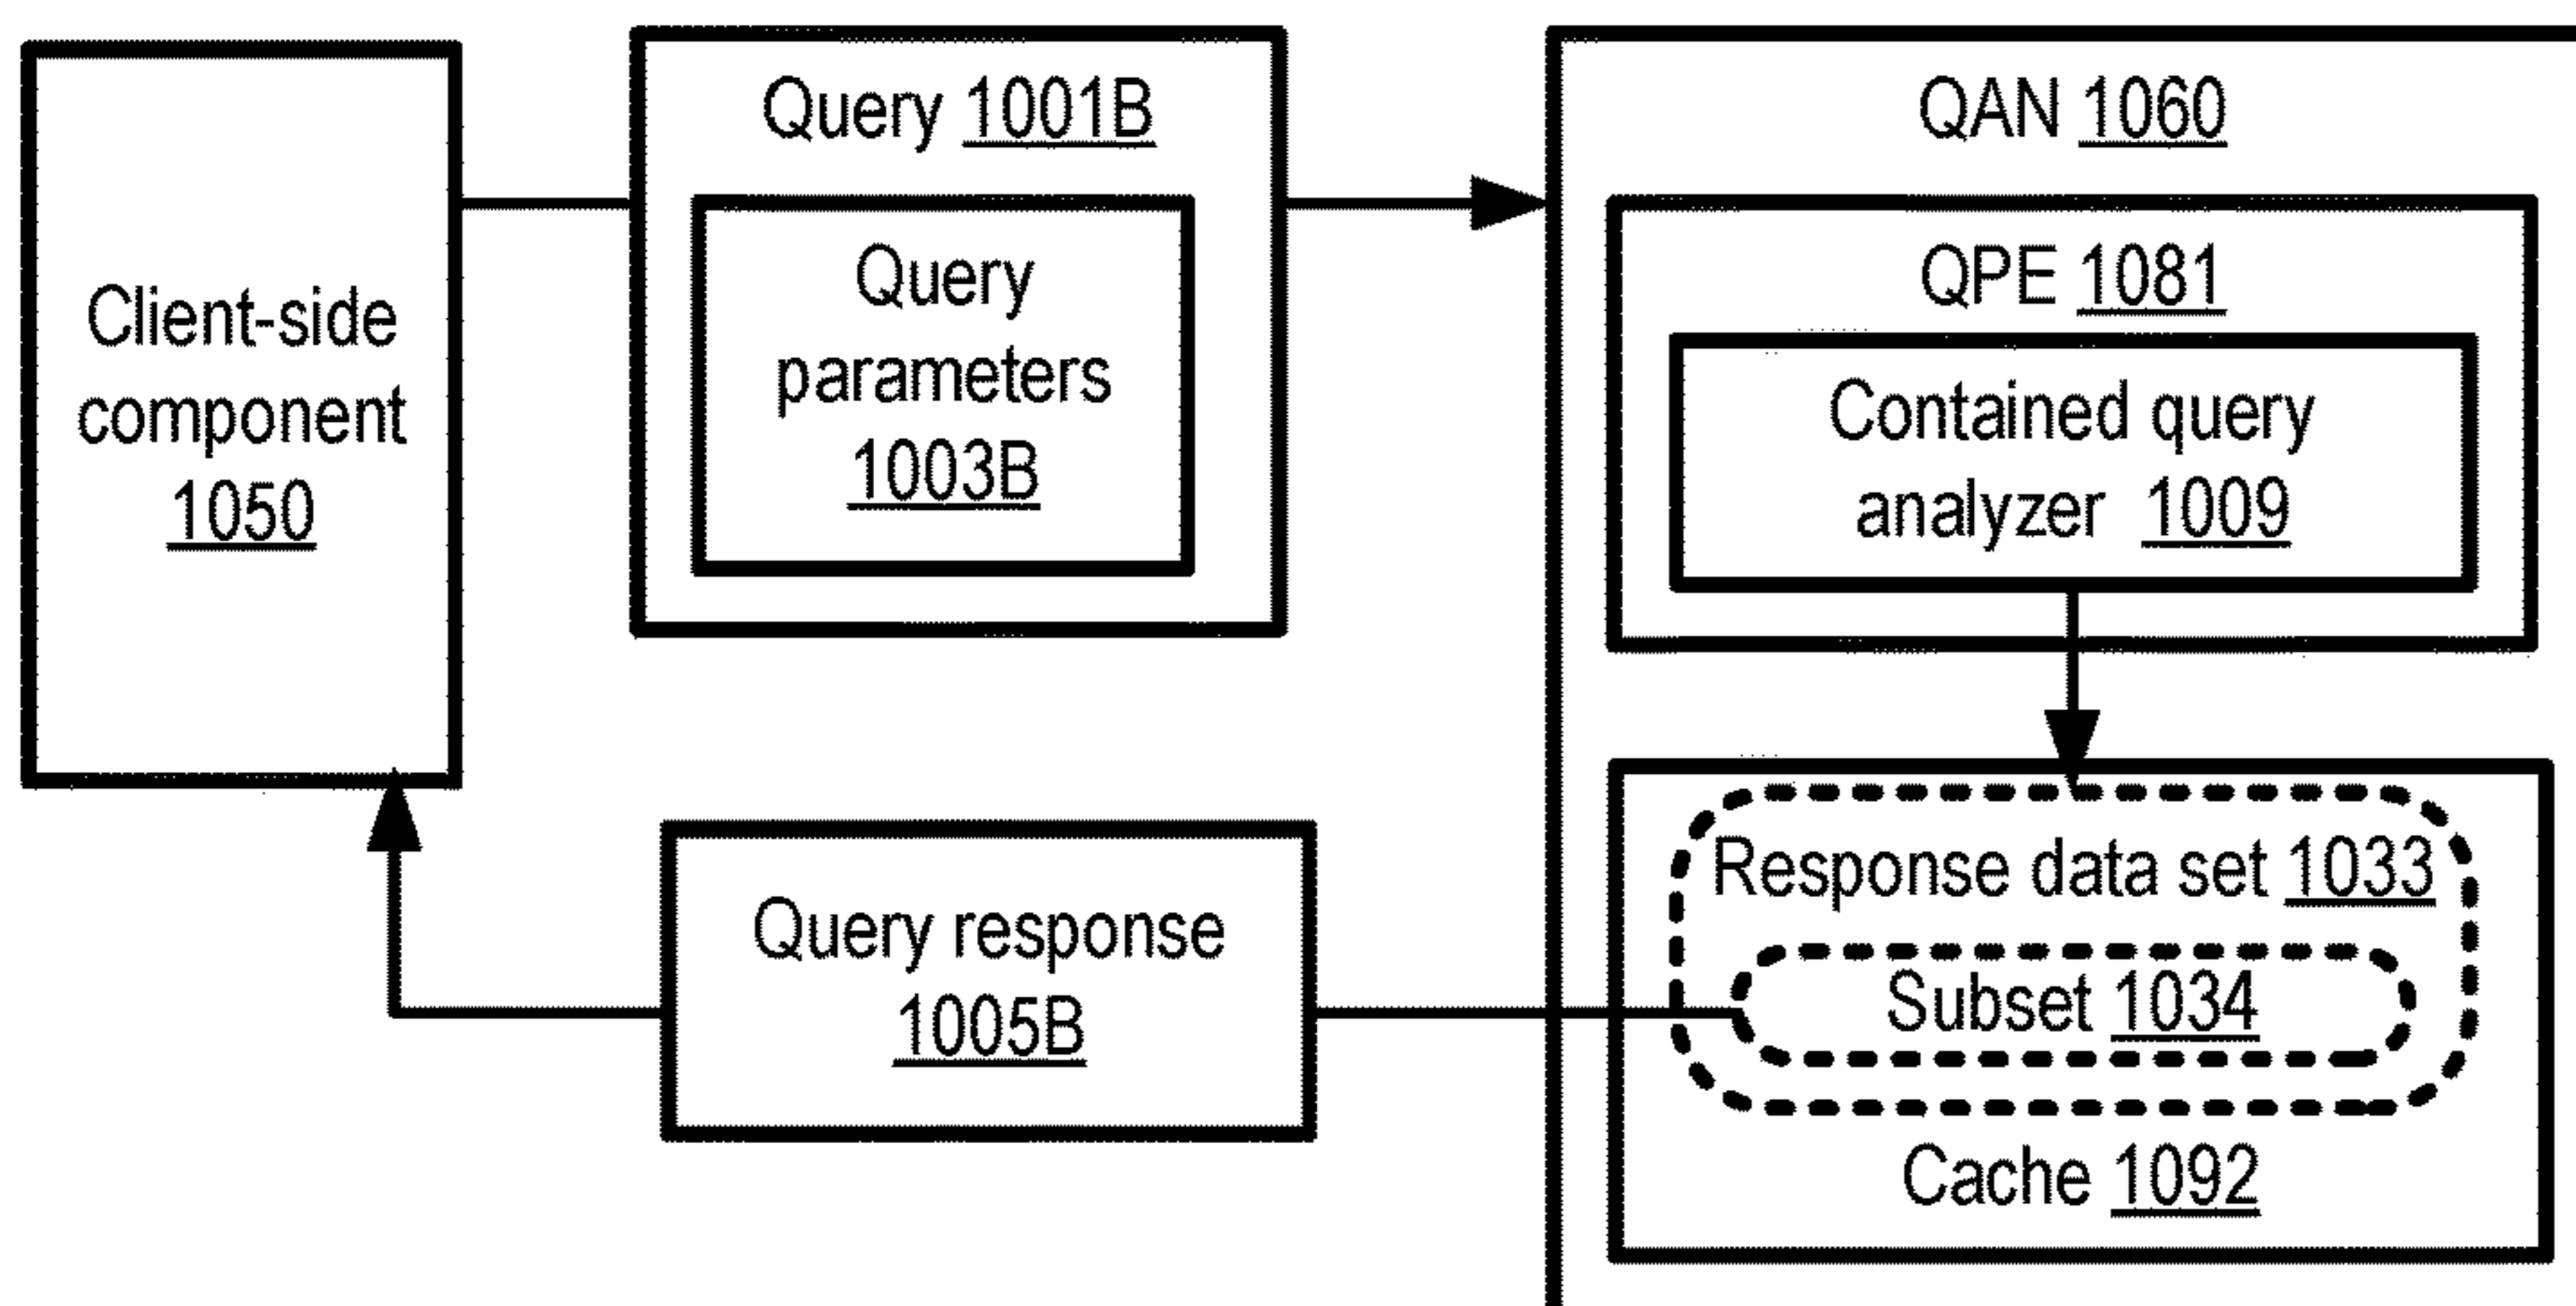 Client-side
component
1050
Query 1001B
Query
parameters
1003B
QAN 1060
QPE 1081
Contained query
analyzer 1009
Response data set 1033
Subset 1034
Cache 1092
Query response
1005B